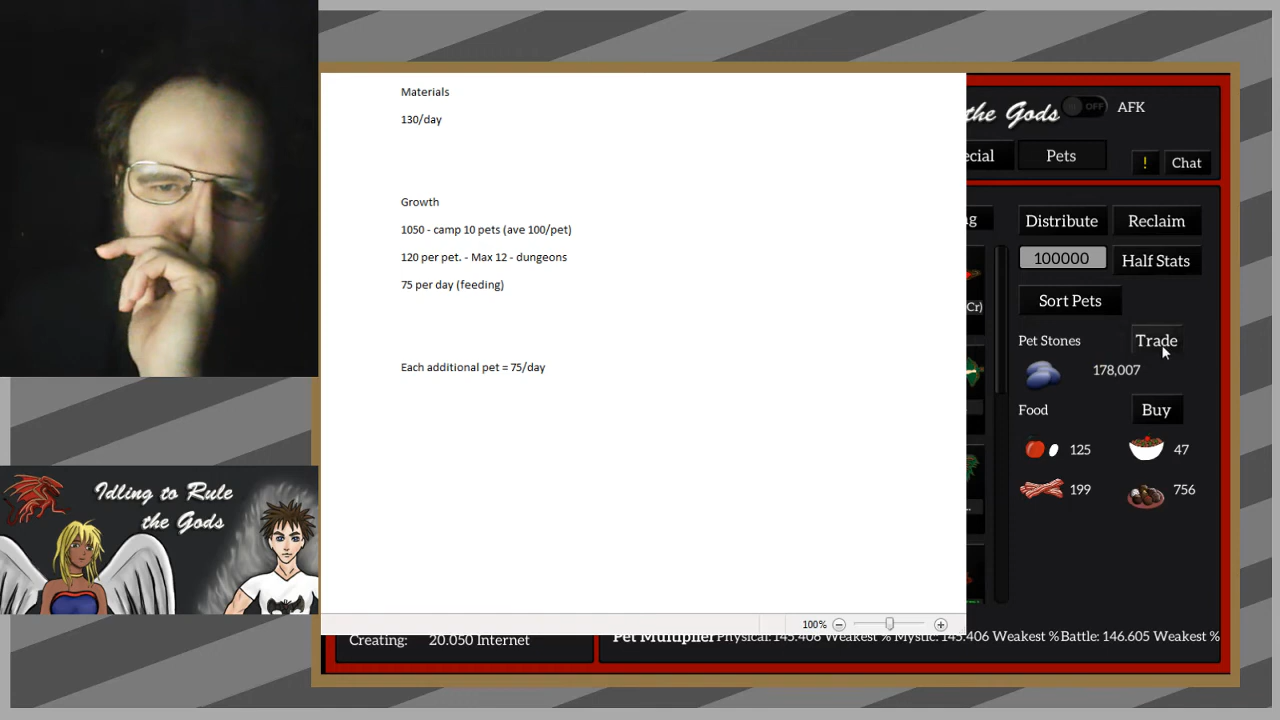 Materials
130/day
Growth
1050 - camp 10 pets (ave 100/pet)
120 per pet. - Max 12 - dungeons
75 per day (feeding)
Each additional pet = 75/day
100%
the Gods
OFF
AFK
Pets
!
Chat
Distribute
Reclaim
100000
Half Stats
Sort Pets
Pet Stones
Trade
178,007
Food
Buy
125
47
199
756
Creating: 20.050 Internet
Pet Multiplier Physical: 145.406 Weakest % Mystic: 145.406 Weakest % Battle: 146.605 Weakest %
Idling to Rule
the Gods